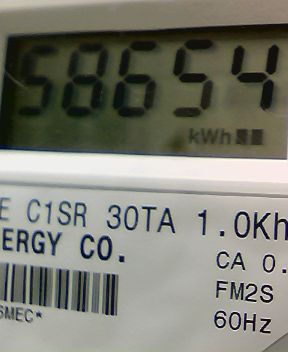 58654
kWh
E C1SR 30TA 1.0Kh
ERGY CO.
CA 0.
FM2S
SMEC*
60Hz